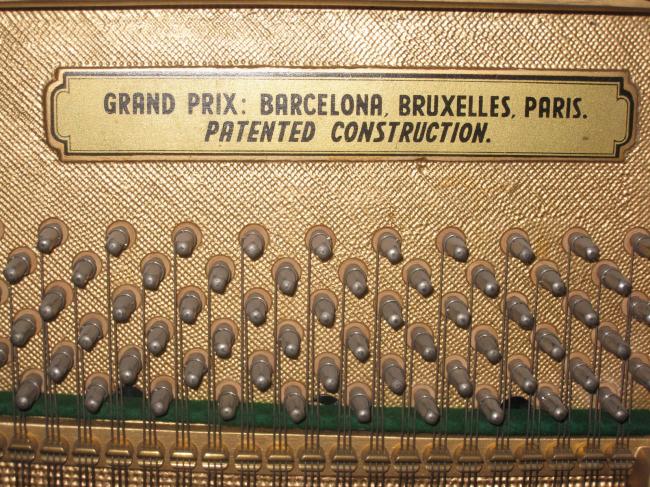 GRAND PRIX: BARCELONA, BRUXELLES, PARIS.
PATENTED CONSTRUCTION.